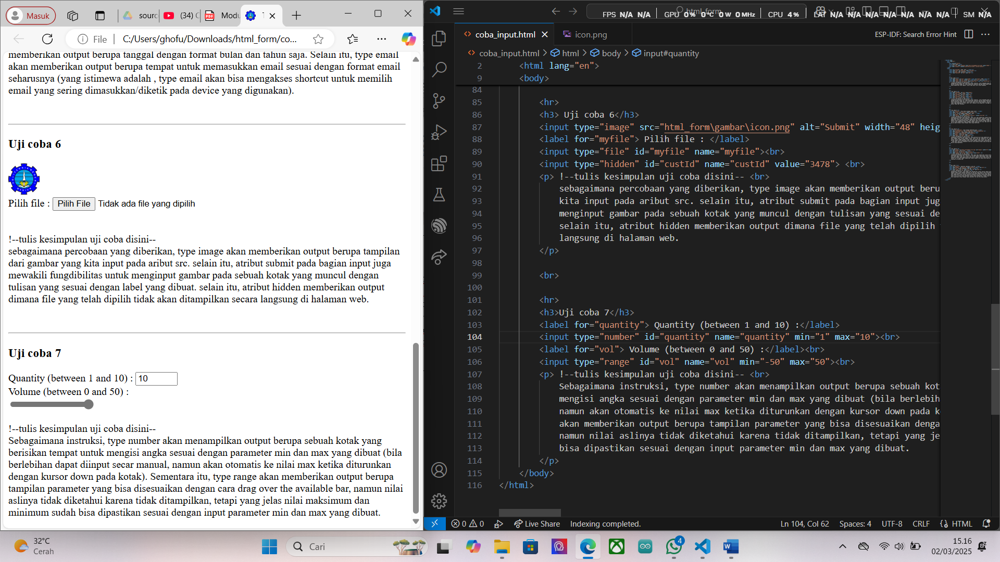 Masuk
sourc
(34) C
Modu
T
File
C:/Users/ghofu/Downloads/html_form/co...
memberikan output berupa tanggal dengan format bulan dan tahun saja. Selain itu, type email
akan memberikan output berupa tempat untuk memasukkan email sesuai dengan format email
seharusnya (yang istimewa adalah , type email akan bisa mengakses shortcut untuk memilih
email yang sering dimasukkan/diketik pada device yang digunakan).
Uji coba 6
Pilih file : Pilih File Tidak ada file yang dipilih
!--tulis kesimpulan uji coba disini--
sebagaimana percobaan yang diberikan, type image akan memberikan output berupa tampilan
dari gambar yang kita input pada aribut src. selain itu, atribut submit pada bagian input juga
mewakili fungdibilitas untuk menginput gambar pada sebuah kotak yang muncul dengan
tulisan yang sesuai dengan label yang dibuat. selain itu, atribut hidden memberikan output
dimana file yang telah dipilih tidak akan ditampilkan secara langsung di halaman web.
Uji coba 7
Quantity (between 1 and 10) : 10
Volume (between 0 and 50) :
!--tulis kesimpulan uji coba disini--
Sebagaimana instruksi, type number akan menampilkan output berupa sebuah kotak yang
berisikan tempat untuk mengisi angka sesuai dengan parameter min dan max yang dibuat (bila
berlebihan dapat diinput secar manual, namun akan otomatis ke nilai max ketika diturunkan
dengan kursor down pada kotak). Sementara itu, type range akan memberikan output berupa
tampilan parameter yang bisa disesuaikan dengan cara drag over the available bar, namun nilai
aslinya tidak diketahui karena tidak ditampilkan, tetapi yang jelas nilai maksimum dan
minimum sudah bisa dipastikan sesuai dengan input parameter min dan max yang dibuat.
html_form
FPS N/A N/A GPU 0% 0°C 0 W 0 MHz CPU 4% LAT N/A N/A N/A N/A N/A N/A N/A SM N/A
coba_input.html
icon.png
ESP-IDF: Search Error Hint
coba_input.html > html > body > input#quantity
2 <html lang="en">
9 <body>
84
85 <hr>
86 <h3> Uji coba 6</h3>
87 <input type="image" src="html_form\gambar\icon.png" alt="Submit" width="48" heig
88 <label for="myfile"> Pilih file : </label>
89 <input type="file" id="myfile" name="myfile"><br>
90 <input type="hidden" id="custId" name="custId" value="3478"> <br>
91 <p> !--tulis kesimpulan uji coba disini-- <br>
92 sebagaimana percobaan yang diberikan, type image akan memberikan output beru
93 kita input pada aribut src. selain itu, atribut submit pada bagian input jug
94 menginput gambar pada sebuah kotak yang muncul dengan tulisan yang sesuai de
95 selain itu, atribut hidden memberikan output dimana file yang telah dipilih
96 langsung di halaman web.
97 </p>
98
99 <br>
100
101 <hr>
102 <h3>Uji coba 7</h3>
103 <label for="quantity"> Quantity (between 1 and 10) :</label>
104 <input type="number" id="quantity" name="quantity" min="1" max="10"><br>
105 <label for="vol"> Volume (between 0 and 50) :</label><br>
106 <input type="range" id="vol" name="vol" min="-50" max="50"><br>
107 <p> !--tulis kesimpulan uji coba disini-- <br>
108 Sebagaimana instruksi, type number akan menampilkan output berupa sebuah kot
109 mengisi angka sesuai dengan parameter min dan max yang dibuat (bila berlebih
110 namun akan otomatis ke nilai max ketika diturunkan dengan kursor down pada k
111 akan memberikan output berupa tampilan parameter yang bisa disesuaikan denga
112 namun nilai aslinya tidak diketahui karena tidak ditampilkan, tetapi yang je
113 bisa dipastikan sesuai dengan input parameter min dan max yang dibuat.
114 </p>
115 </body>
116 </html>
0 0 Live Share Indexing completed. Ln 104, Col 62 Spaces: 4 UTF-8 CRLF HTML
32°C
Cerah
Cari
4
15.16
02/03/2025